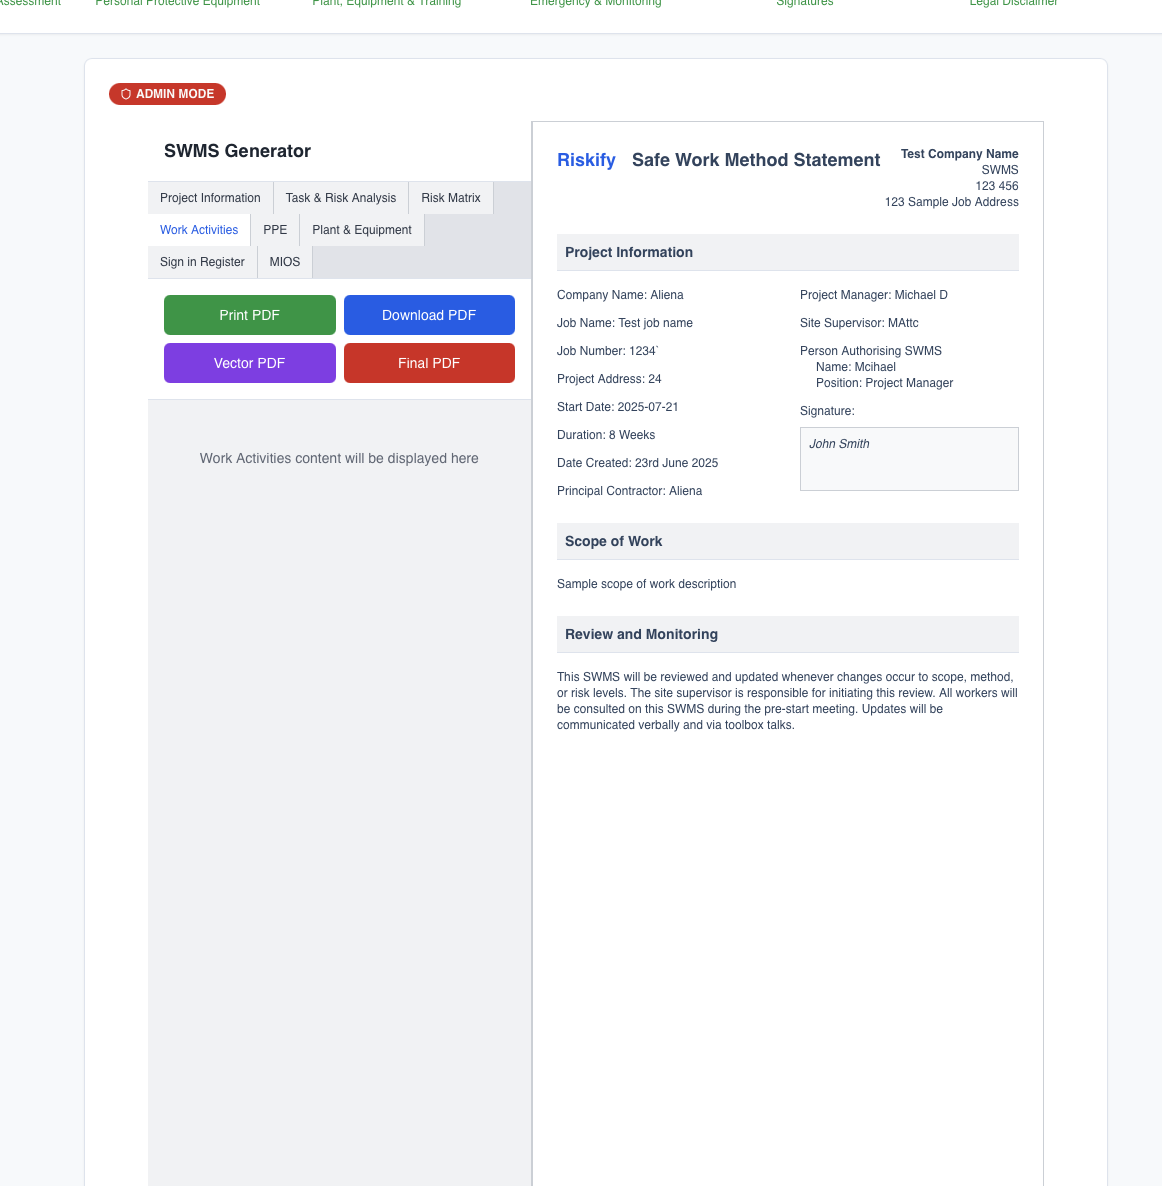 Assessment
Personal Protective Equipment
Plant, Equipment & Training
Emergency & Monitoring
Signatures
Legal Disclaimer
ADMIN MODE
SWMS Generator
Project Information
Task & Risk Analysis
Risk Matrix
Work Activities
PPE
Plant & Equipment
Sign in Register
MIOS
Print PDF
Download PDF
Vector PDF
Final PDF
Work Activities content will be displayed here
Riskify
Safe Work Method Statement
Test Company Name
SWMS
123 456
123 Sample Job Address
Project Information
Company Name: Aliena
Job Name: Test job name
Job Number: 1234`
Project Address: 24
Start Date: 2025-07-21
Duration: 8 Weeks
Date Created: 23rd June 2025
Principal Contractor: Aliena
Project Manager: Michael D
Site Supervisor: MAttc
Person Authorising SWMS
Name: Mcihael
Position: Project Manager
Signature:
John Smith
Scope of Work
Sample scope of work description
Review and Monitoring
This SWMS will be reviewed and updated whenever changes occur to scope, method,
or risk levels. The site supervisor is responsible for initiating this review. All workers will
be consulted on this SWMS during the pre-start meeting. Updates will be
communicated verbally and via toolbox talks.